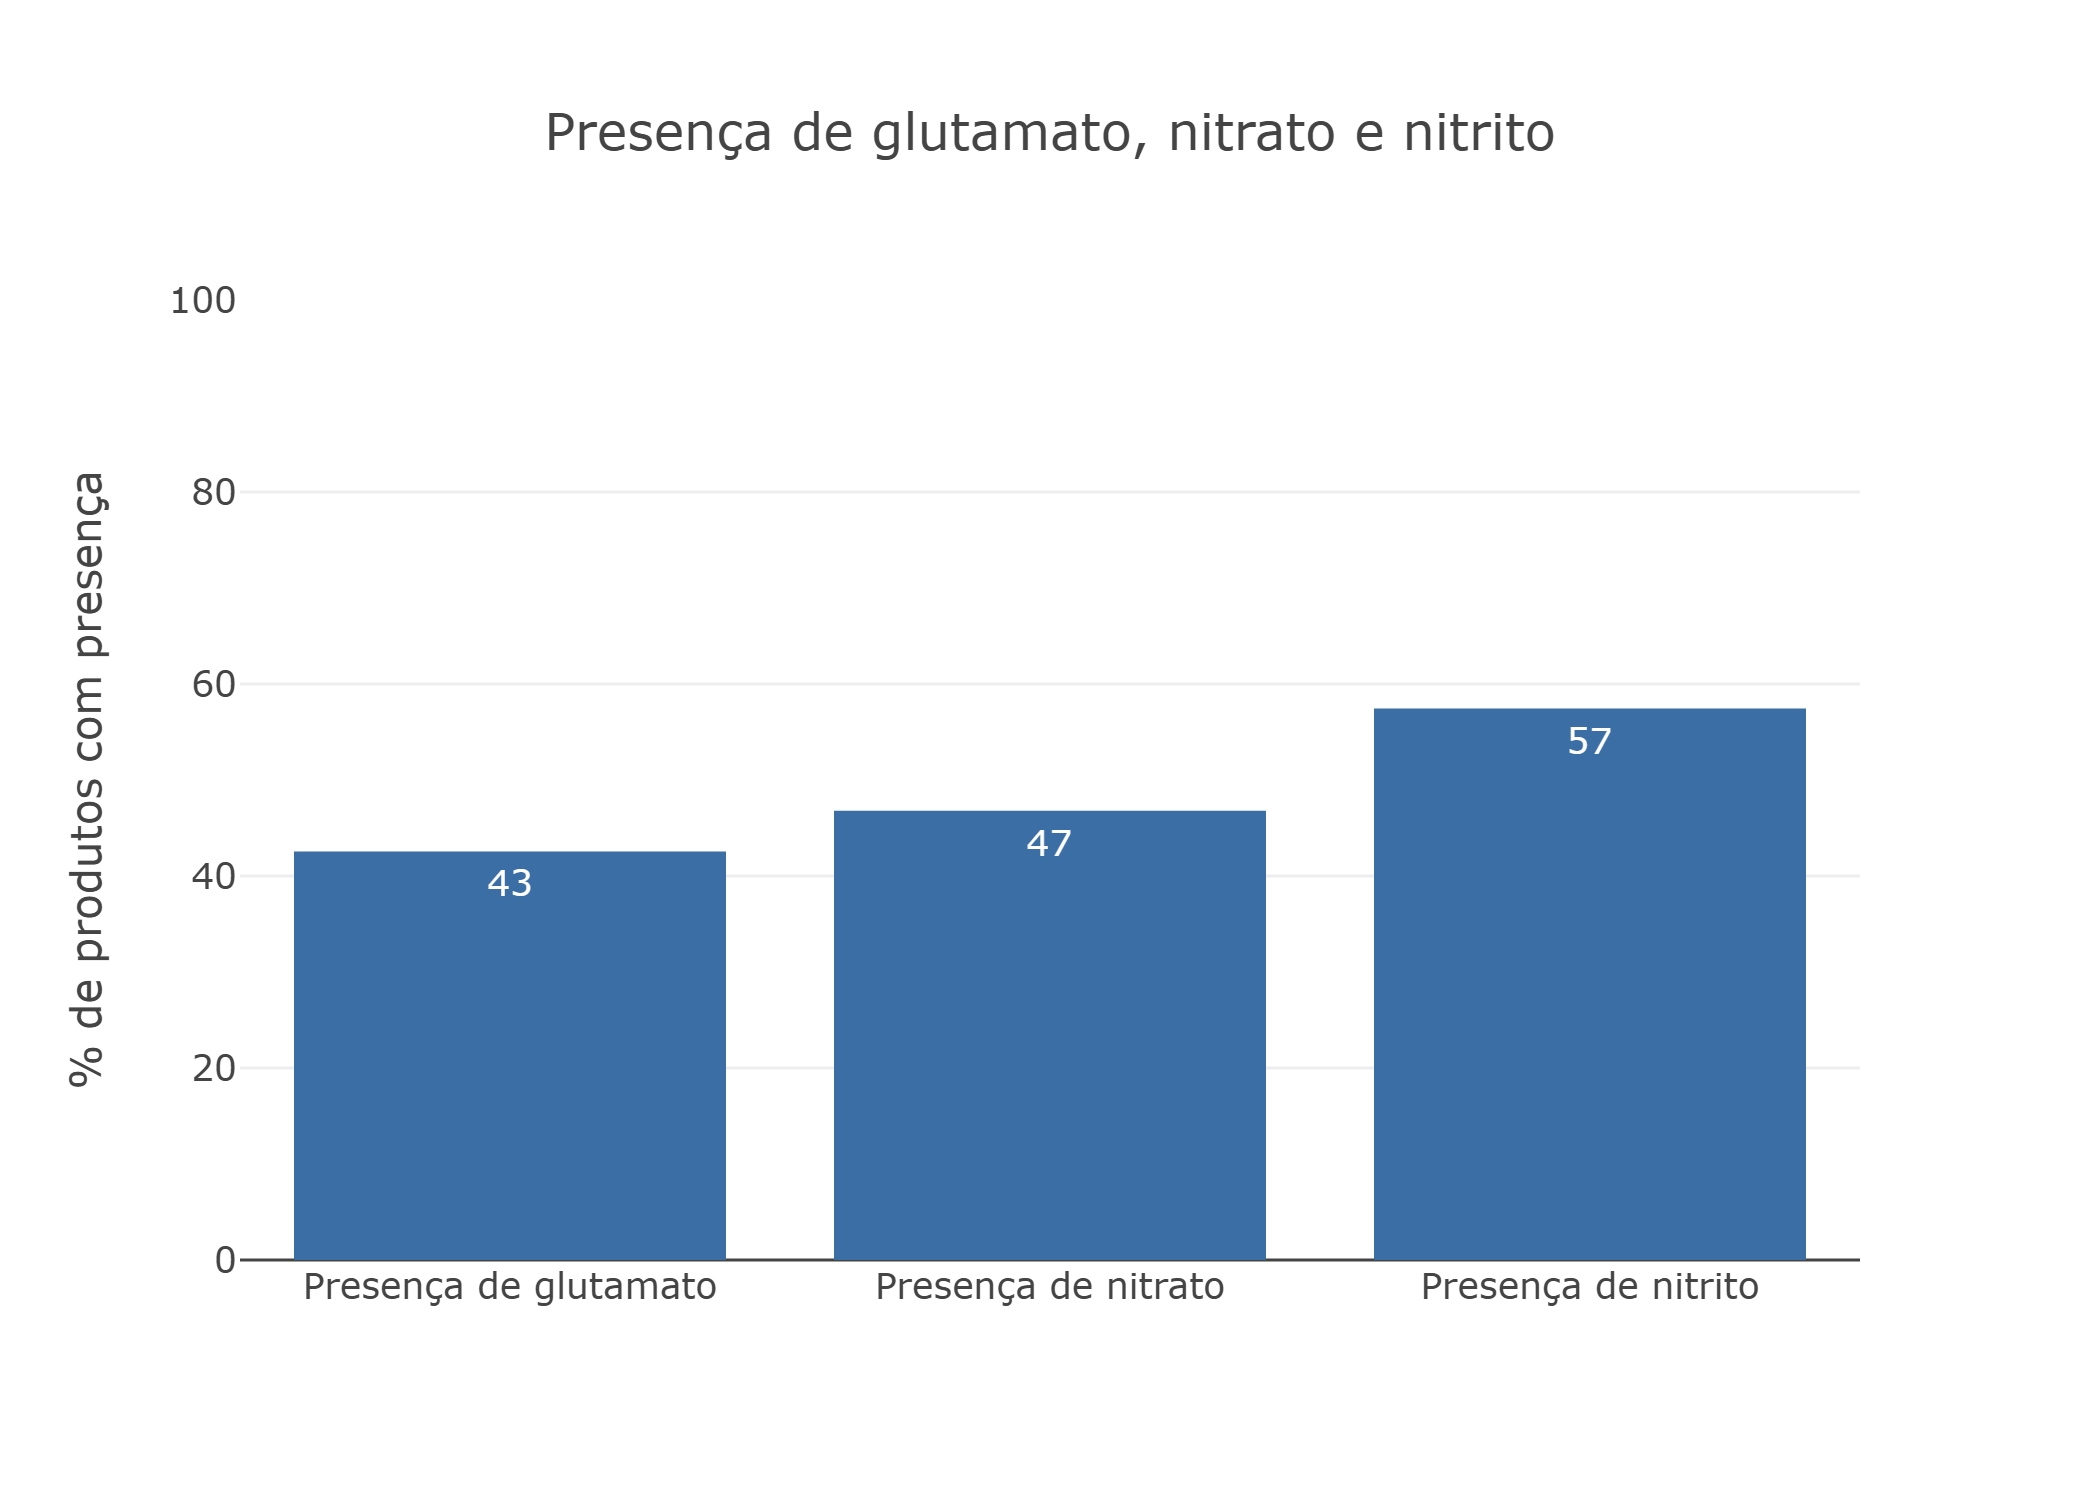 Presença de glutamato, nitrato e nitrito
100
80
60
40
20
0
% de produtos com presença
43
47
57
Presença de glutamato
Presença de nitrato
Presença de nitrito